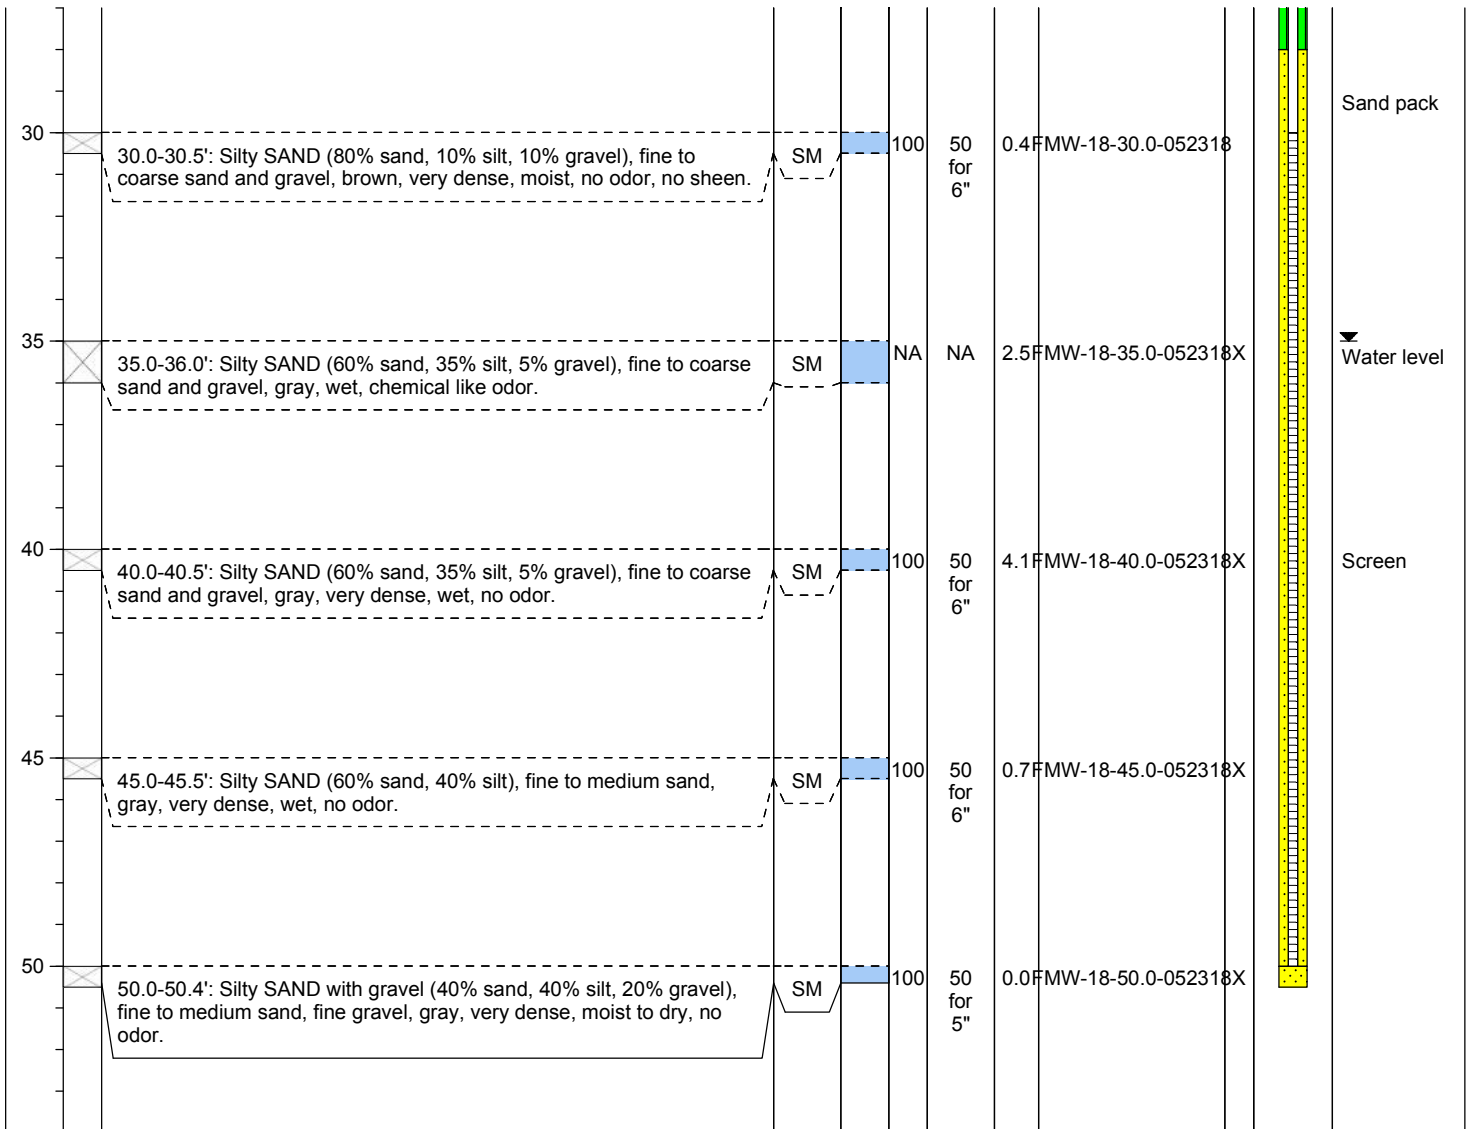 Sand pack
30
30.0-30.5': Silty SAND (80% sand, 10% silt, 10% gravel), fine to
coarse sand and gravel, brown, very dense, moist, no odor, no sheen.
SM
100
50
for
6"
0.4
FMW-18-30.0-052318
35
35.0-36.0': Silty SAND (60% sand, 35% silt, 5% gravel), fine to coarse
sand and gravel, gray, wet, chemical like odor.
SM
NA
NA
2.5
FMW-18-35.0-052318
X
Water level
40
40.0-40.5': Silty SAND (60% sand, 35% silt, 5% gravel), fine to coarse
sand and gravel, gray, very dense, wet, no odor.
SM
100
50
for
6"
4.1
FMW-18-40.0-052318
X
Screen
45
45.0-45.5': Silty SAND (60% sand, 40% silt), fine to medium sand,
gray, very dense, wet, no odor.
SM
100
50
for
6"
0.7
FMW-18-45.0-052318
X
50
50.0-50.4': Silty SAND with gravel (40% sand, 40% silt, 20% gravel),
fine to medium sand, fine gravel, gray, very dense, moist to dry, no
odor.
SM
100
50
for
5"
0.0
FMW-18-50.0-052318
X